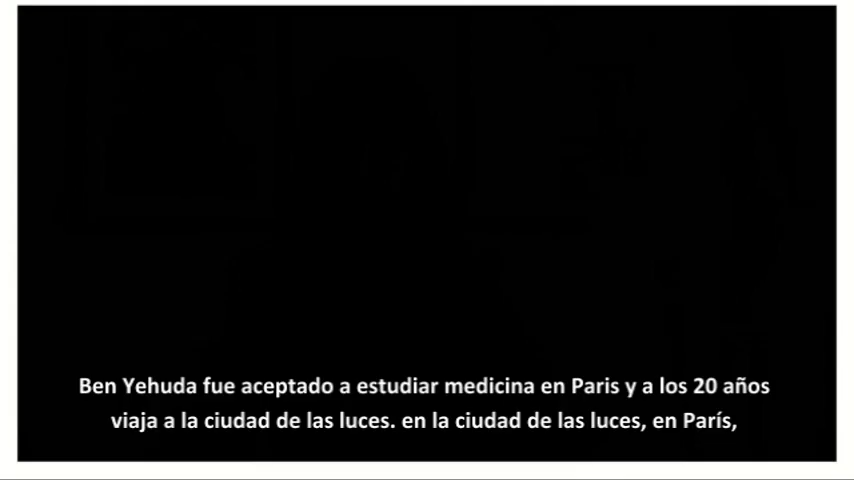 Ben Yehuda fue aceptado a estudiar medicina en Paris y a los 20 años
viaja a la ciudad de las luces. en la ciudad de las luces, en París,